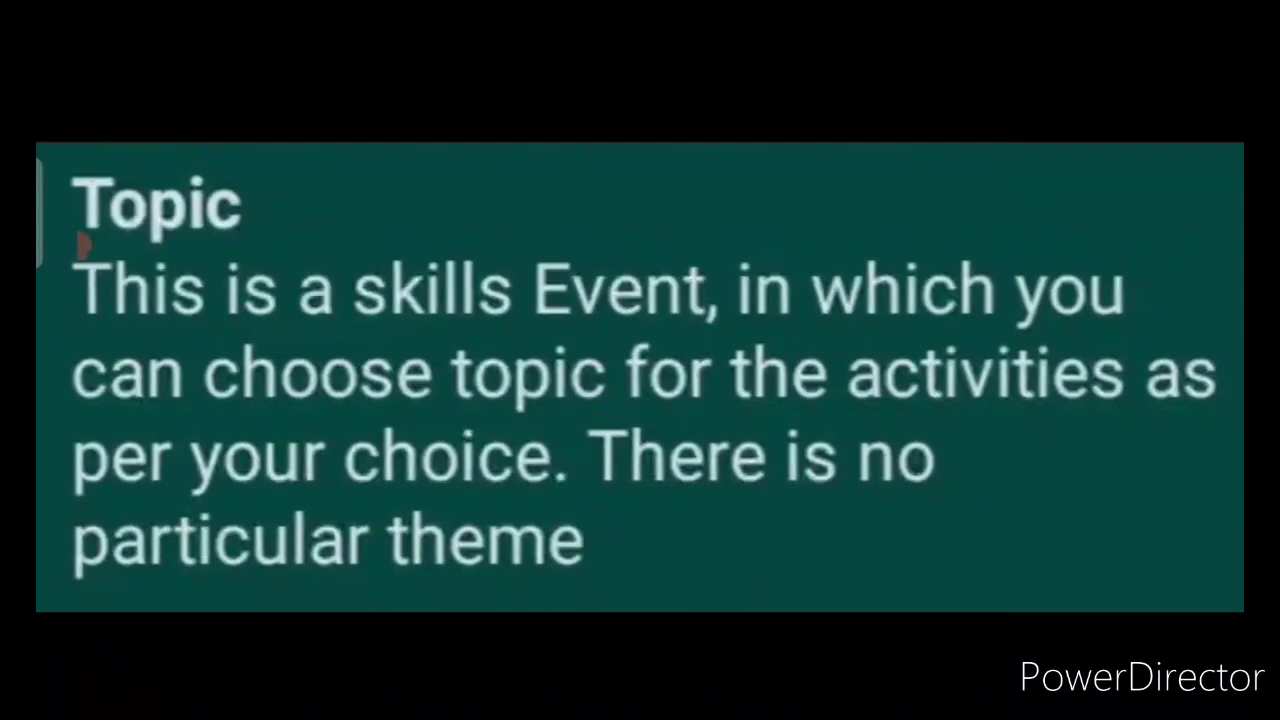 Topic
This is a skills Event, in which you
can choose topic for the activities as
per your choice. There is no
particular theme
PowerDirector